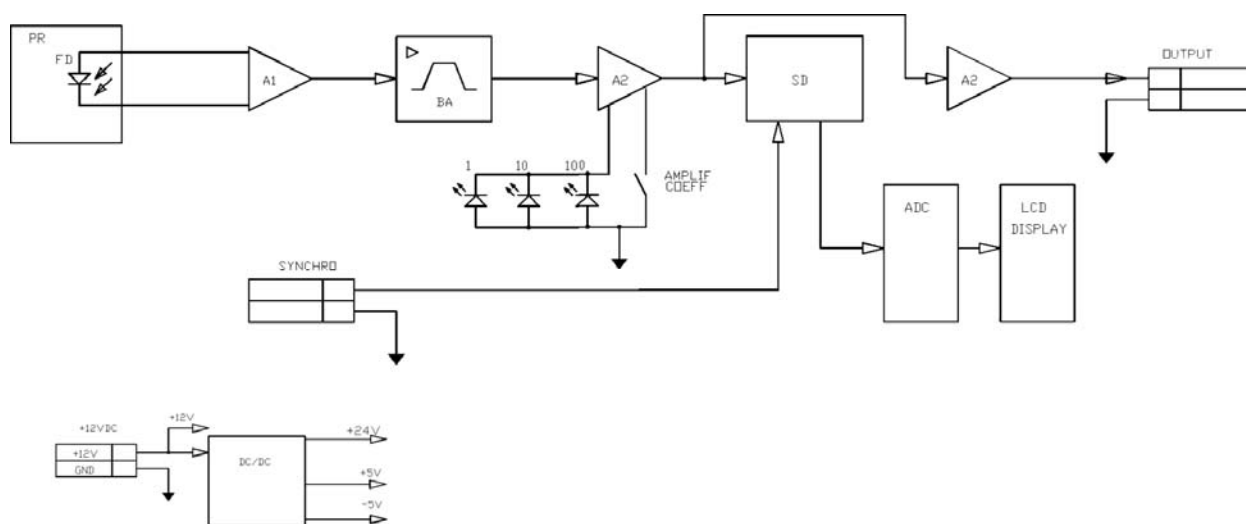 PR
FD
A1
BA
A2
SD
A2
OUTPUT
1 10 100
AMPLIF
COEFF
ADC
LCD
DISPLAY
SYNCHRO
+12VDC
+12V
GND
+12V
DC/DC
+24V
+5V
-5V